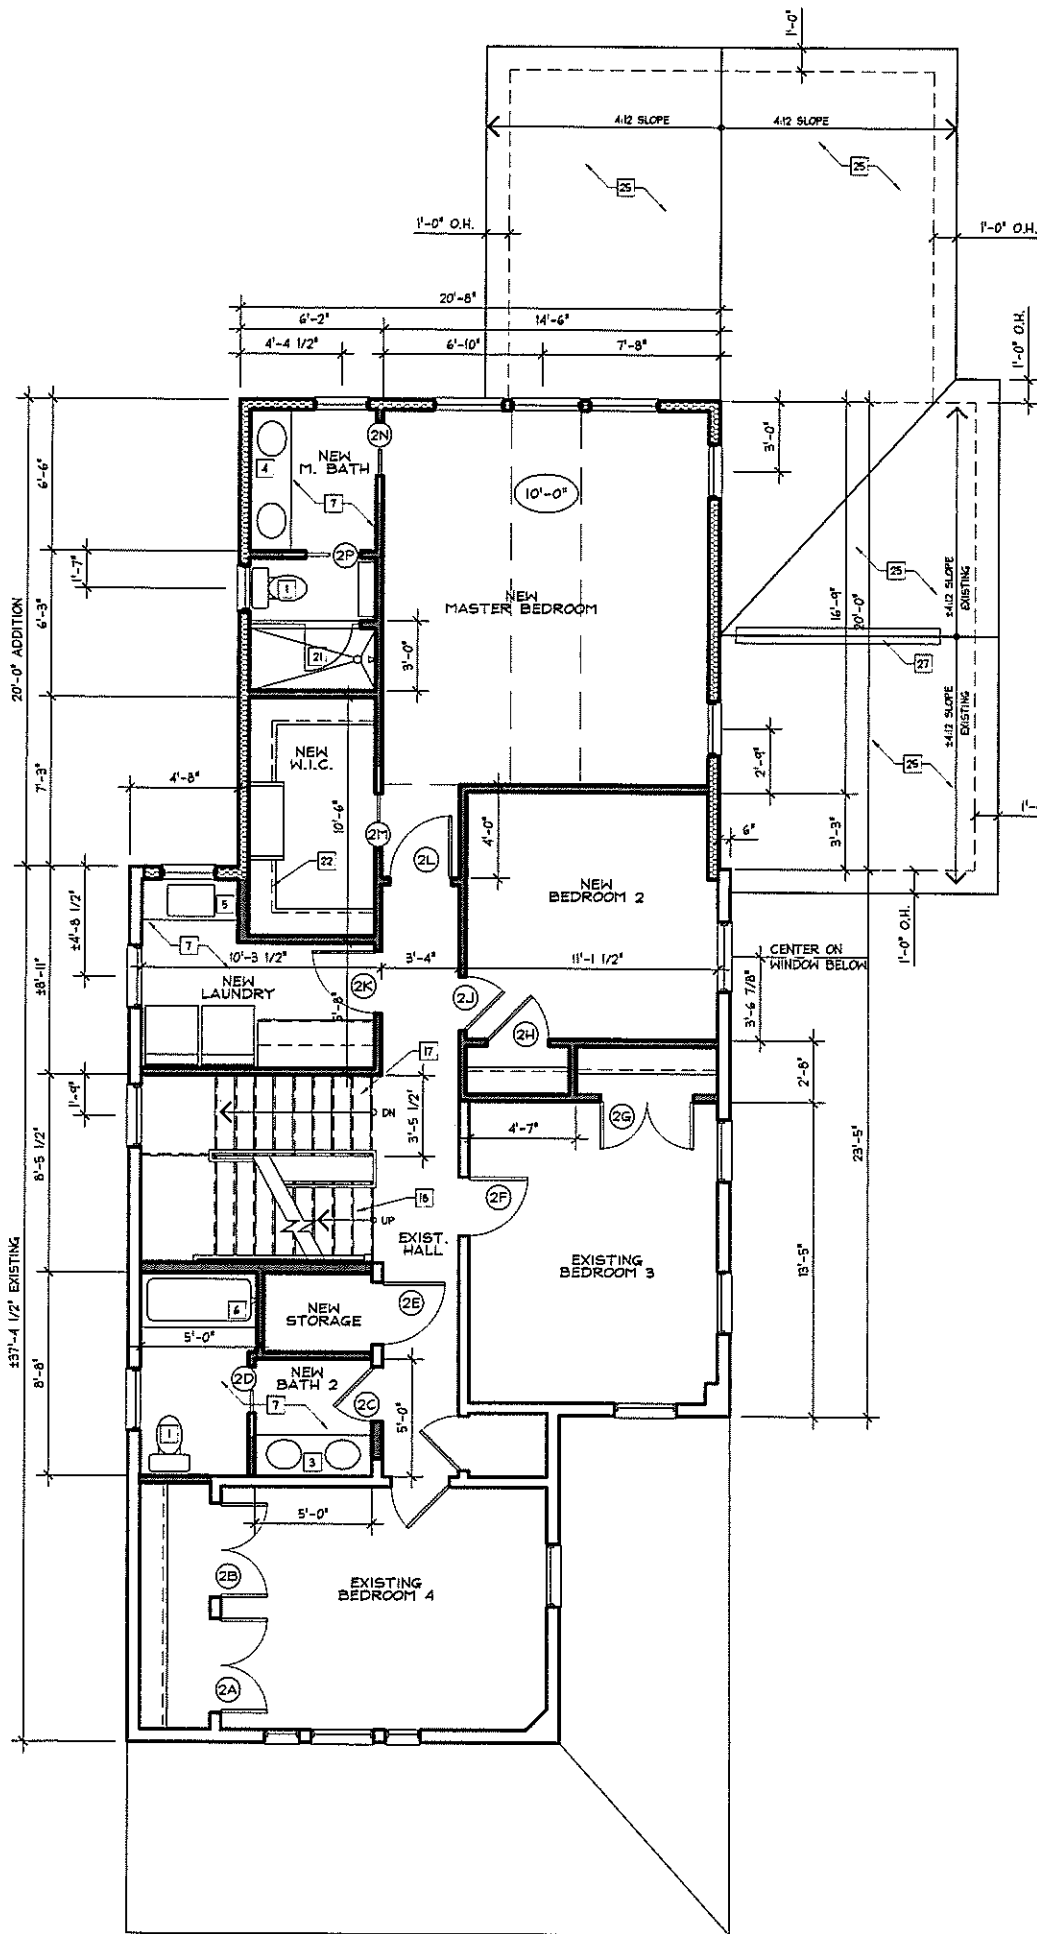 1'-0"
4:12 SLOPE
4:12 SLOPE
25
25
1'-0" O.H.
1'-0" O.H.
20'-8"
6'-2"
14'-6"
4'-4 1/2"
6'-10"
7'-8"
1'-0" O.H.
2N
NEW
M. BATH
4
7
10'-0"
3'-0"
6'-6"
2P
1'-7"
1
6'-3"
20'-0" ADDITION
NEW
MASTER BEDROOM
25
±4:12 SLOPE
EXISTING
16'-9"
20'-0"
21
3'-0"
27
NEW
W.I.C.
±4:12 SLOPE
EXISTING
7'-3"
4'-8"
10'-6"
2'-9"
2M
4'-0"
2L
6"
3'-3"
22
5
NEW
BEDROOM 2
±4'-8 1/2"
7
10'-3 1/2"
3'-4"
11'-1 1/2"
1'-0" O.H.
CENTER ON
WINDOW BELOW
±8'-11"
NEW
LAUNDRY
2K
5'-8"
2J
2H
3'-6 7/8"
17
2'-8"
1'-9"
DN
3'-5 1/2"
4'-7"
2G
8'-5 1/2"
23'-5"
18
UP
2F
EXIST.
HALL
EXISTING
BEDROOM 3
13'-5"
±37'-4 1/2" EXISTING
6
NEW
STORAGE
2E
5'-0"
8'-8"
2D
NEW
BATH 2
7
2C
5'-0"
1
3
5'-0"
2B
EXISTING
BEDROOM 4
2A